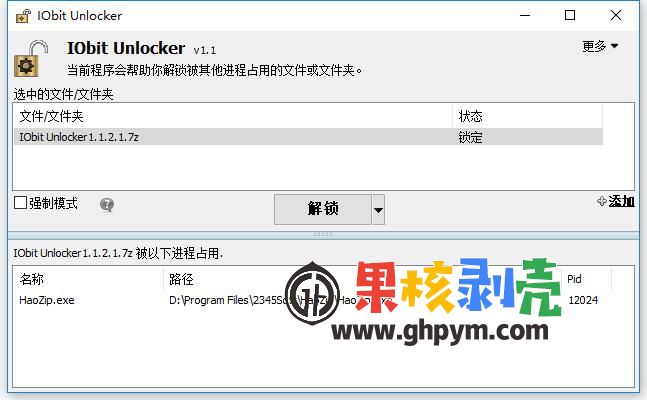 IObit Unlocker
IObit Unlocker v1.1
更多
当前程序会帮助你解锁被其他进程占用的文件或文件夹。
选中的文件/文件夹
文件/文件夹 状态
IObit Unlocker1.1.2.1.7z 锁定
强制模式 解锁 添加
IObit Unlocker1.1.2.1.7z 被以下进程占用.
名称 路径 Pid
HaoZip.exe D:\Program Files\2345Soft\HaoZip\HaoZip.exe 12024
果核剥壳
www.ghpym.com